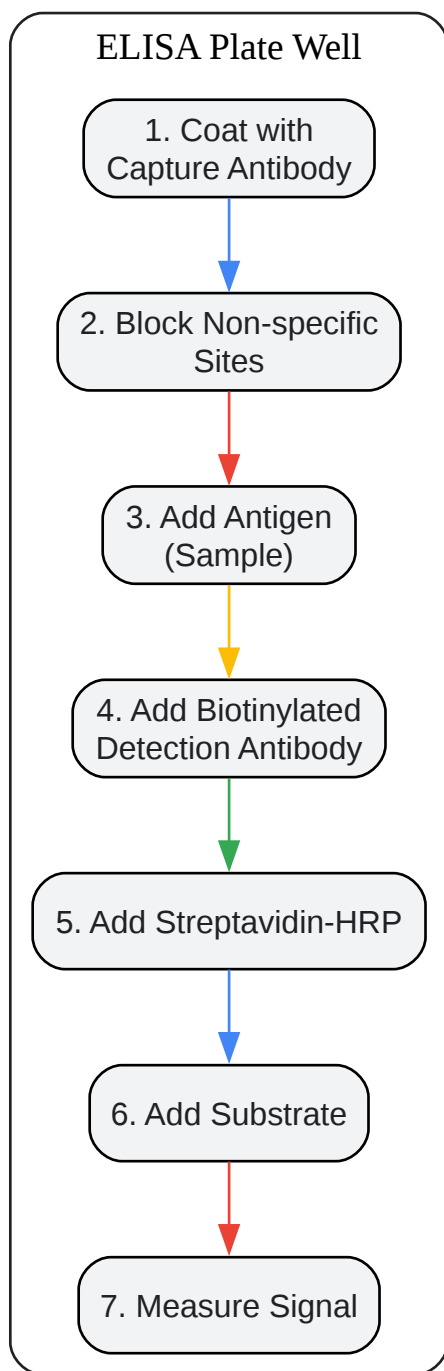 ELISA Plate Well
1. Coat with
Capture Antibody
2. Block Non-specific
Sites
3. Add Antigen
(Sample)
4. Add Biotinylated
Detection Antibody
5. Add Streptavidin-HRP
6. Add Substrate
7. Measure Signal